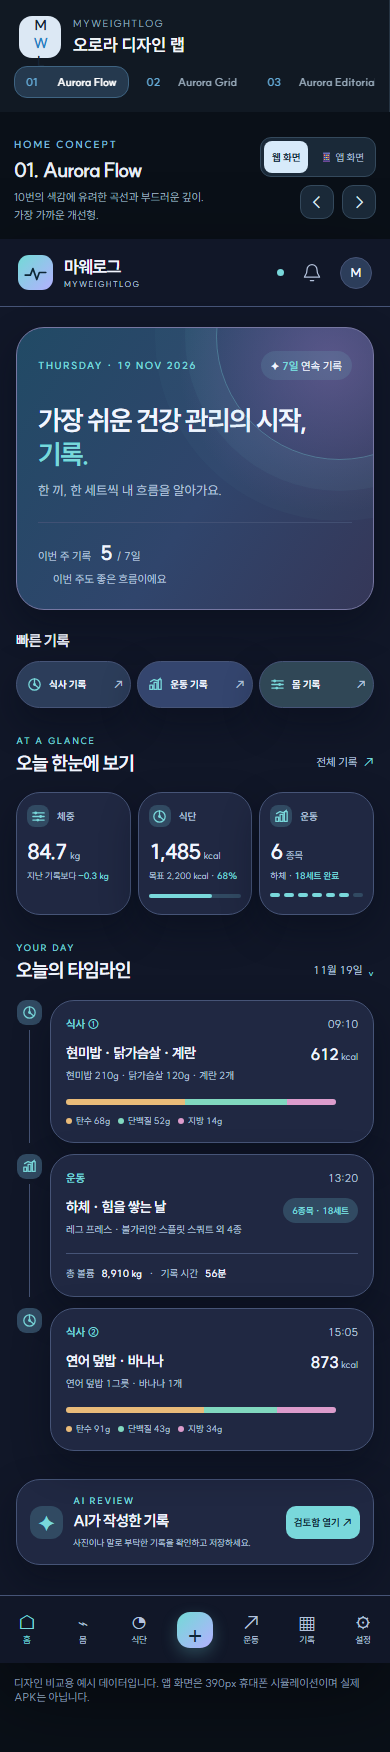 M
W
MYWEIGHTLOG
오로라 디자인 랩
01 Aurora Flow 02 Aurora Grid 03 Aurora Editoria
HOME CONCEPT
01. Aurora Flow
웹 화면 앱 화면
10번의 색감에 유려한 곡선과 부드러운 깊이.
가장 가까운 개선형.
마웨로그
MYWEIGHTLOG
M
THURSDAY · 19 NOV 2026
✦ 7일 연속 기록
가장 쉬운 건강 관리의 시작,
기록.
한 끼, 한 세트씩 내 흐름을 알아가요.
이번 주 기록 5 / 7일
이번 주도 좋은 흐름이에요
빠른 기록
식사 기록 ↗ 운동 기록 ↗ 몸 기록 ↗
AT A GLANCE
오늘 한눈에 보기
전체 기록 ↗
체중 식단 운동
84.7 kg 1,485 kcal 6 종목
지난 기록보다 −0.3 kg 목표 2,200 kcal · 68% 하체 · 18세트 완료
YOUR DAY
오늘의 타임라인
11월 19일
식사 ① 09:10
현미밥 · 닭가슴살 · 계란 612 kcal
현미밥 210g · 닭가슴살 120g · 계란 2개
탄수 68g 단백질 52g 지방 14g
운동 13:20
하체 · 힘을 쌓는 날 6종목 · 18세트
레그 프레스 · 불가리안 스플릿 스쿼트 외 4종
총 볼륨 8,910 kg · 기록 시간 56분
식사 ② 15:05
연어 덮밥 · 바나나 873 kcal
연어 덮밥 1그릇 · 바나나 1개
탄수 91g 단백질 43g 지방 34g
AI REVIEW
AI가 작성한 기록
사진이나 말로 부탁한 기록을 확인하고 저장하세요.
검토함 열기 ↗
홈 몸 식단 + 운동 기록 설정
디자인 비교용 예시 데이터입니다. 앱 화면은 390px 휴대폰 시뮬레이션이며 실제
APK는 아닙니다.